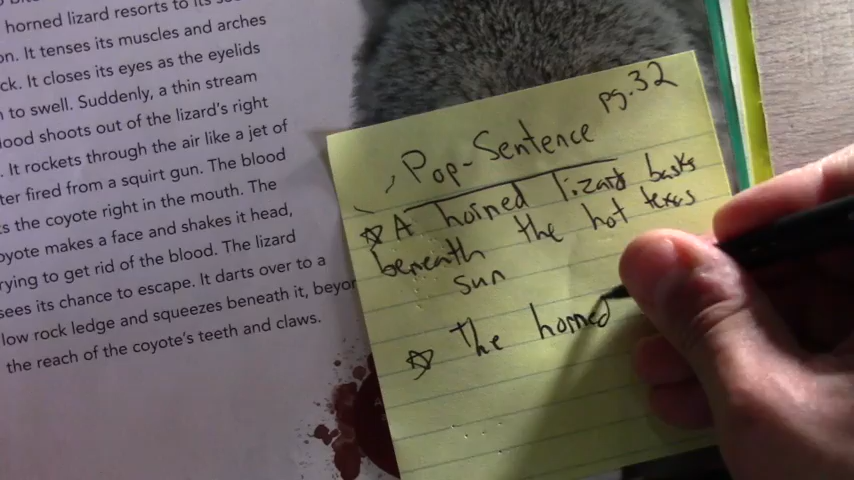 horned lizard resorts to its
on. It tenses its muscles and arches
ck. It closes its eyes as the eyelids
n to swell. Suddenly, a thin stream
lood shoots out of the lizard's right
. It rockets through the air like a jet of
ter fired from a squirt gun. The blood
ts the coyote right in the mouth. The
oyote makes a face and shakes it head,
rying to get rid of the blood. The lizard
sees its chance to escape. It darts over to a
low rock ledge and squeezes beneath it, beyon
the reach of the coyote's teeth and claws.
pg. 32
Pop-Sentence
A horned lizard basks
beneath the hot texas
sun
The horned